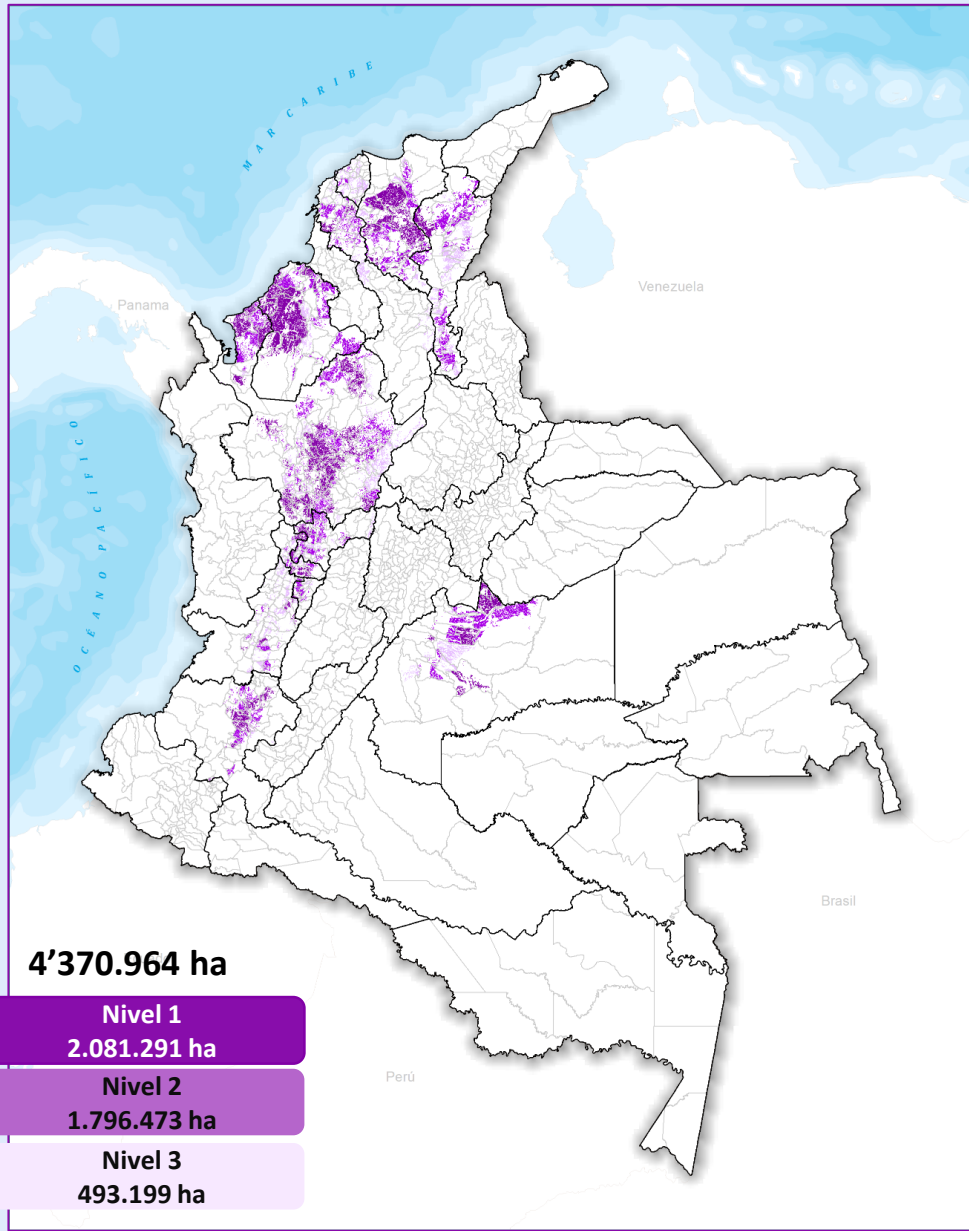 MAR CARIBE
Panama
Venezuela
OCÉANO PACÍFICO
Brasil
4’370.964 ha
Nivel 1
2.081.291 ha
Perú
Nivel 2
1.796.473 ha
Nivel 3
493.199 ha